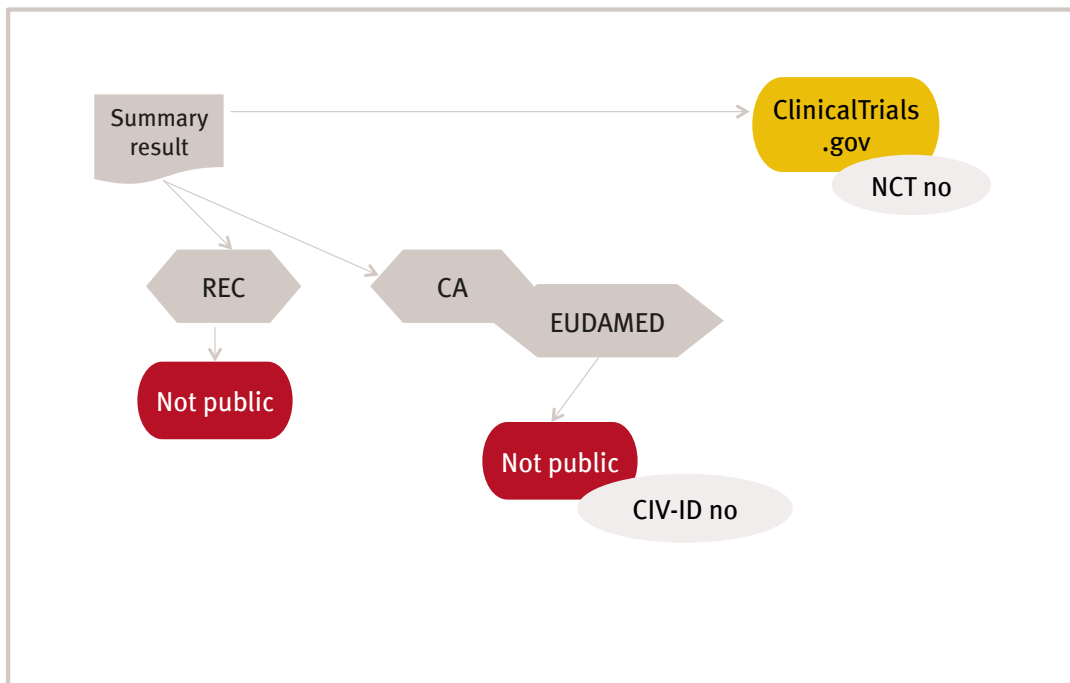 Summary
result
ClinicalTrials
.gov
NCT no
REC
CA
EUDAMED
Not public
Not public
CIV-ID no